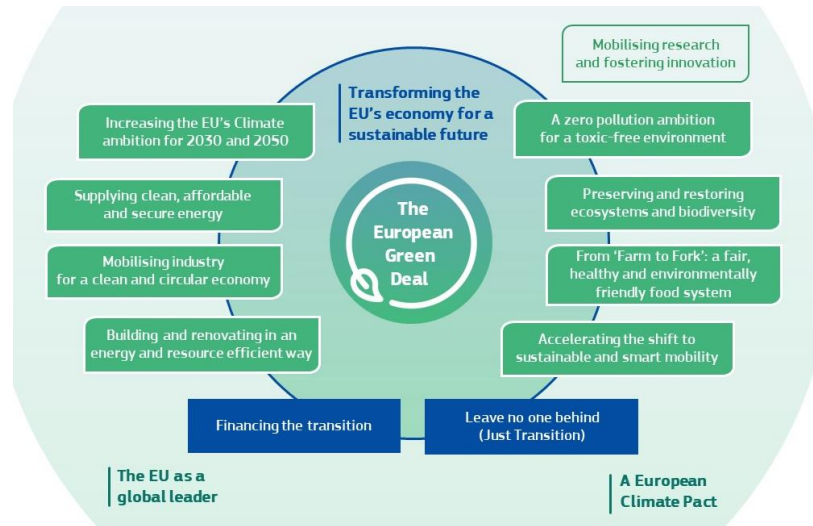 Mobilising research
and fostering innovation
Transforming the
EU's economy for a
sustainable future
Increasing the EU's Climate
ambition for 2030 and 2050
A zero pollution ambition
for a toxic-free environment
Supplying clean, affordable
and secure energy
Preserving and restoring
ecosystems and biodiversity
The
European
Green
Deal
Mobilising industry
for a clean and circular economy
From 'Farm to Fork': a fair,
healthy and environmentally
friendly food system
Building and renovating in an
energy and resource efficient way
Accelerating the shift to
sustainable and smart mobility
Financing the transition
Leave no one behind
(Just Transition)
The EU as a
global leader
A European
Climate Pact